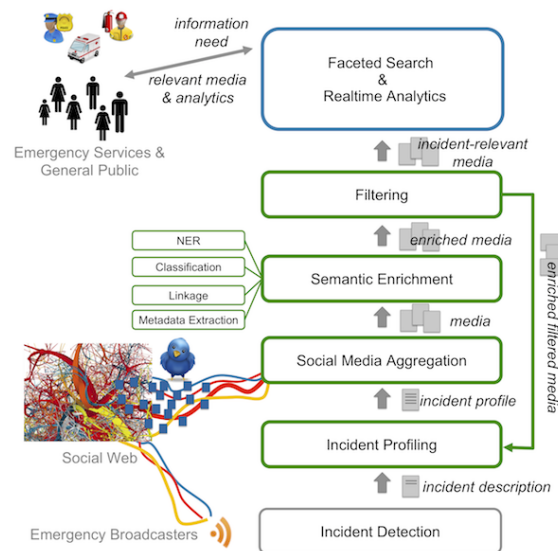 information
need
relevant media
& analytics
Emergency Services &
General Public
Faceted Search
&
Realtime Analytics
incident-relevant
media
Filtering
enriched media
NER
Classification
Linkage
Metadata Extraction
Semantic Enrichment
media
enriched filtered media
Social Media Aggregation
incident profile
Social Web
Incident Profiling
incident description
Emergency Broadcasters
Incident Detection